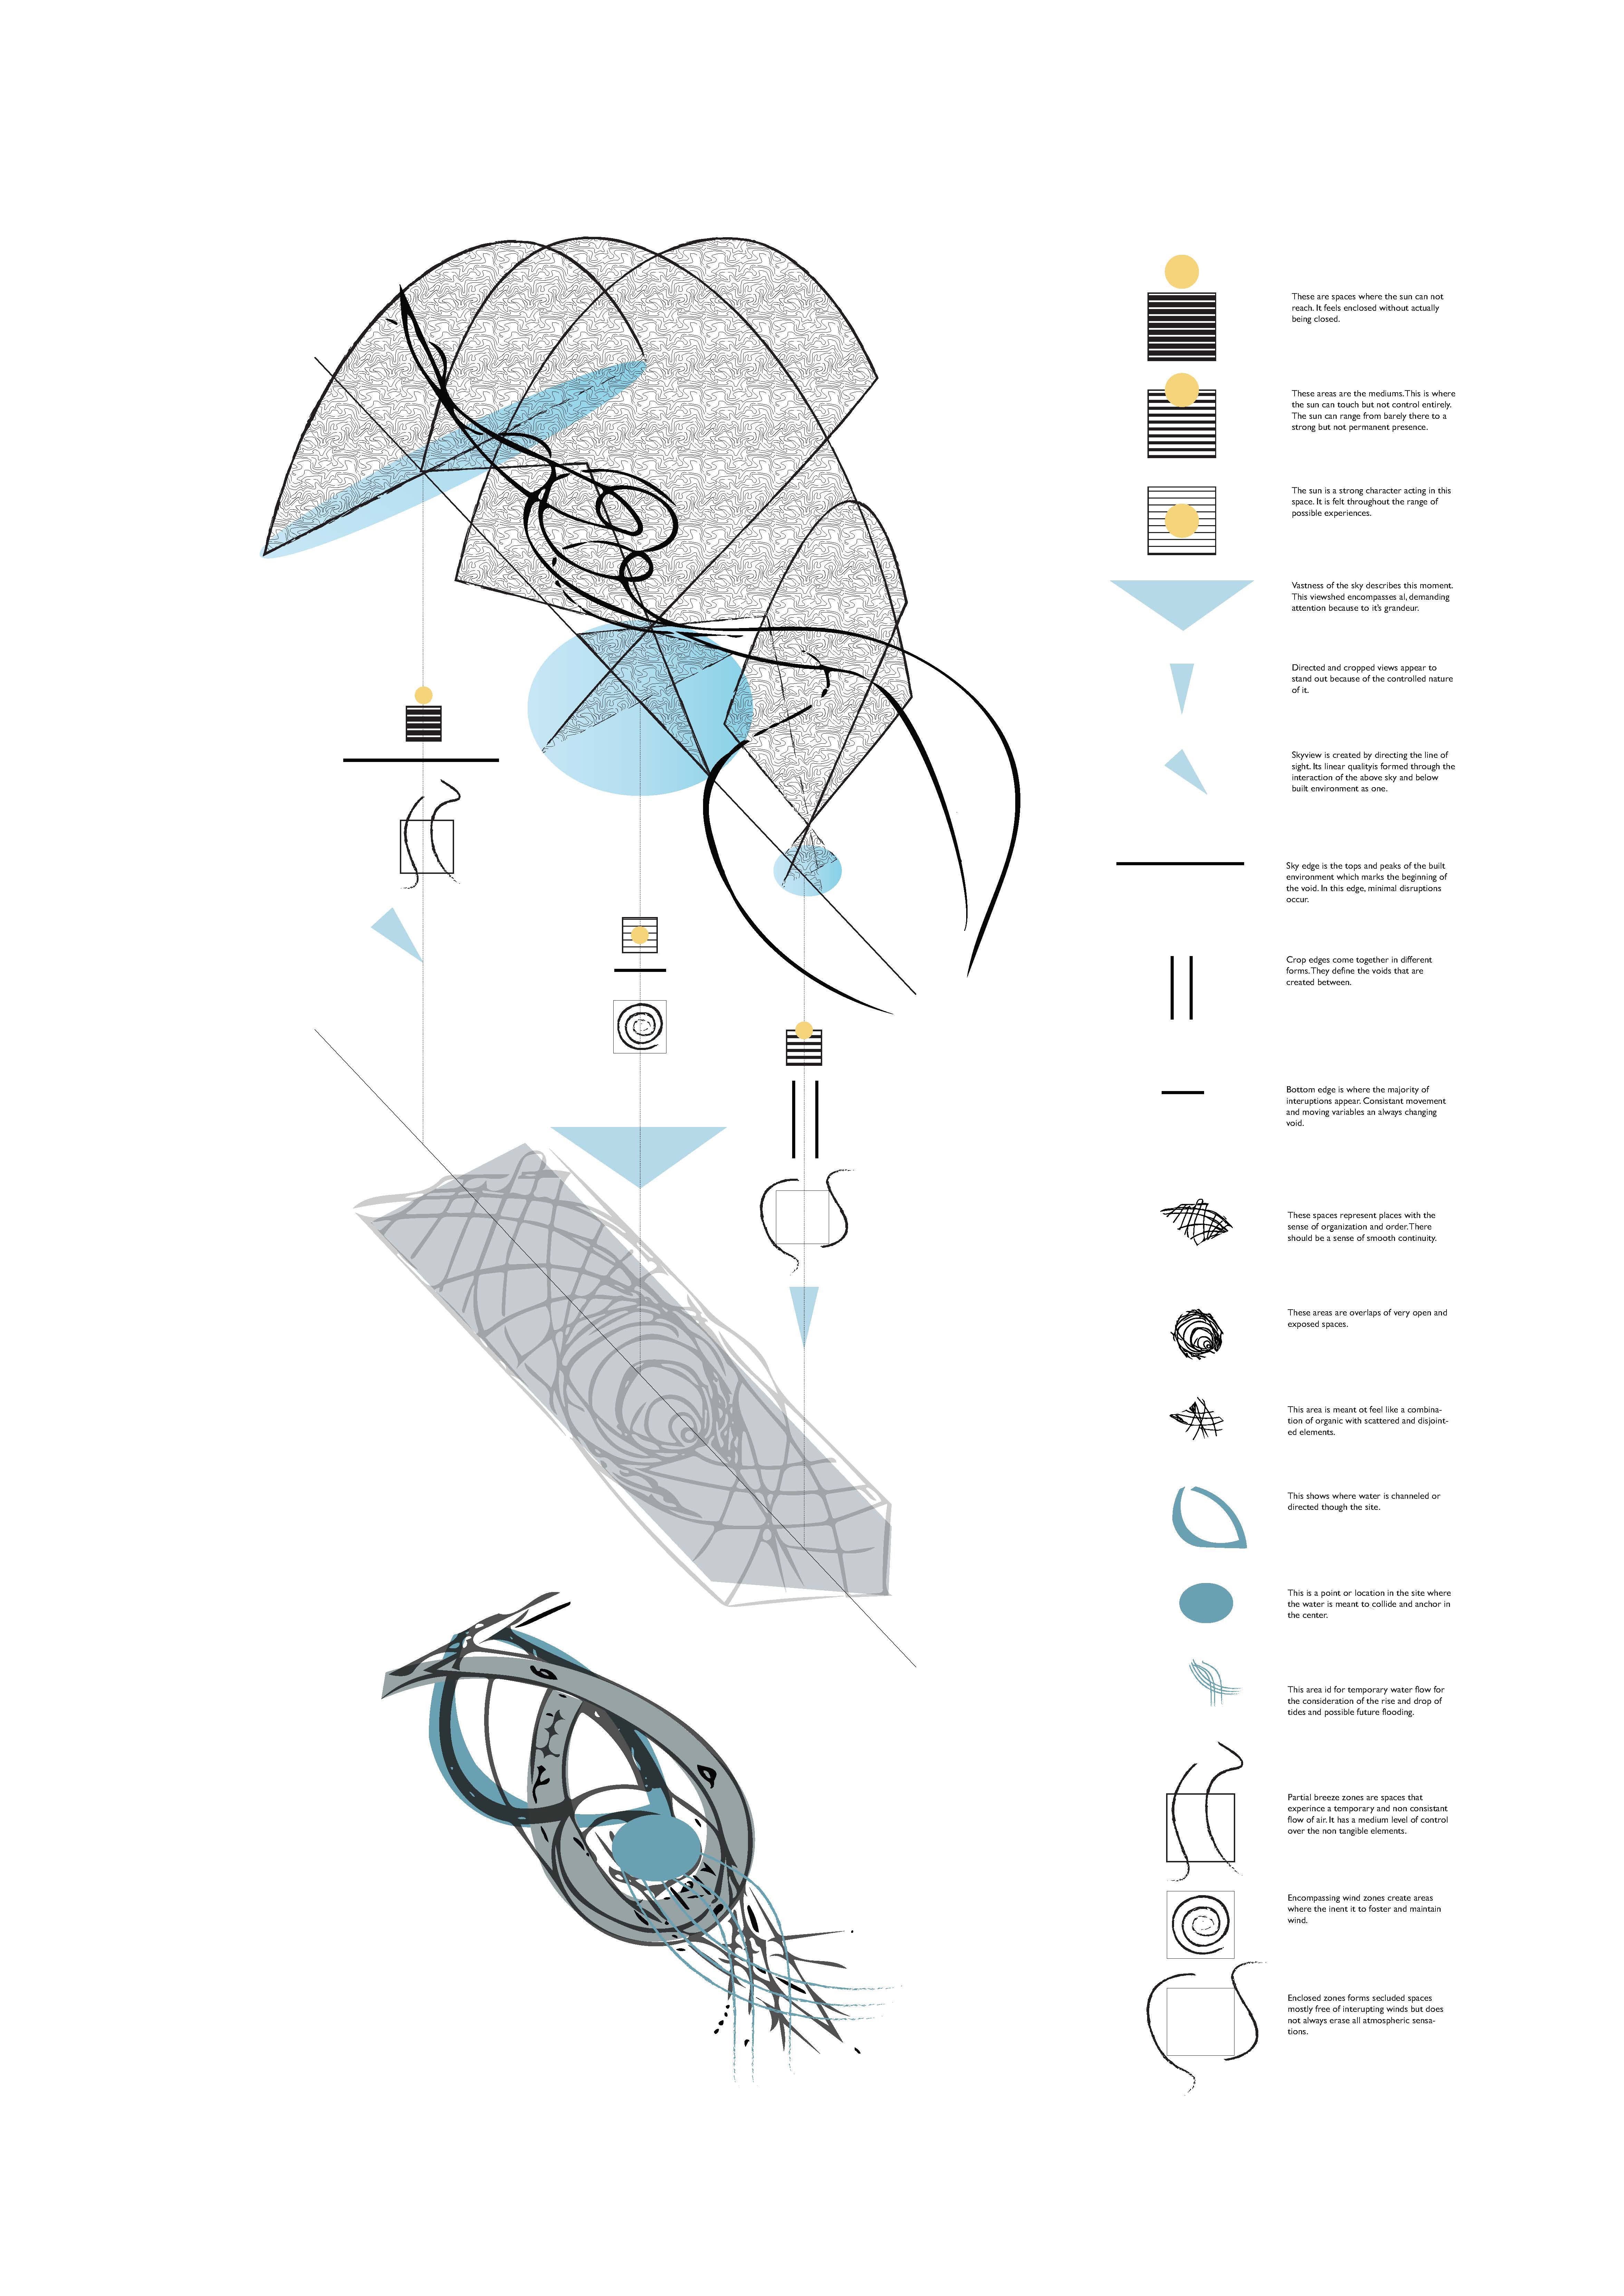 These are spaces where the sun can not
reach. It feels enclosed without actually
being closed.
These areas are the mediums. This is where
the sun can touch but not control entirely.
The sun can range from barely there to a
strong but not permanent presence.
The sun is a strong character acting in this
space. It is felt throughout the range of
possible experiences.
Vastness of the sky describes this moment.
This viewshed encompasses al, demanding
attention because to it's grandeur.
Directed and cropped views appear to
stand out because of the controlled nature
of it.
Skyview is created by directing the line of
sight. Its linear qualityis formed through the
interaction of the above sky and below
built environment as one.
Sky edge is the tops and peaks of the built
environment which marks the beginning of
the void. In this edge, minimal disruptions
occur.
Crop edges come together in different
forms. They define the voids that are
created between.
Bottom edge is where the majority of
interuptions appear. Consistant movement
and moving variables an always changing
void.
These spaces represent places with the
sense of organization and order. There
should be a sense of smooth continuity.
These areas are overlaps of very open and
exposed spaces.
This area is meant ot feel like a combina-
tion of organic with scattered and disjoint-
ed elements.
This shows where water is channeled or
directed though the site.
This is a point or location in the site where
the water is meant to collide and anchor in
the center.
This area id for temporary water flow for
the consideration of the rise and drop of
tides and possible future flooding.
Partial breeze zones are spaces that
experince a temporary and non consistant
flow of air. It has a medium level of control
over the non tangible elements.
Encompassing wind zones create areas
where the inent it to foster and maintain
wind.
Enclosed zones forms secluded spaces
mostly free of interupting winds but does
not always erase all atmospheric sensa-
tions.